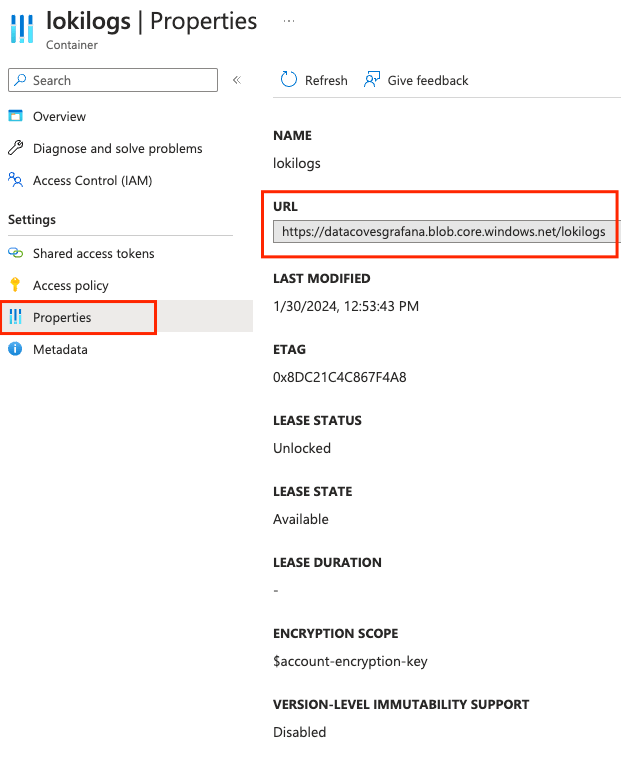 lokilogs | Properties ...
Container
Search
«
Refresh
Give feedback
Overview
Diagnose and solve problems
Access Control (IAM)
Settings
Shared access tokens
Access policy
Properties
Metadata
NAME
lokilogs
URL
https://datacovesgrafana.blob.core.windows.net/lokilogs
LAST MODIFIED
1/30/2024, 12:53:43 PM
ETAG
0x8DC21C4C867F4A8
LEASE STATUS
Unlocked
LEASE STATE
Available
LEASE DURATION
-
ENCRYPTION SCOPE
$account-encryption-key
VERSION-LEVEL IMMUTABILITY SUPPORT
Disabled